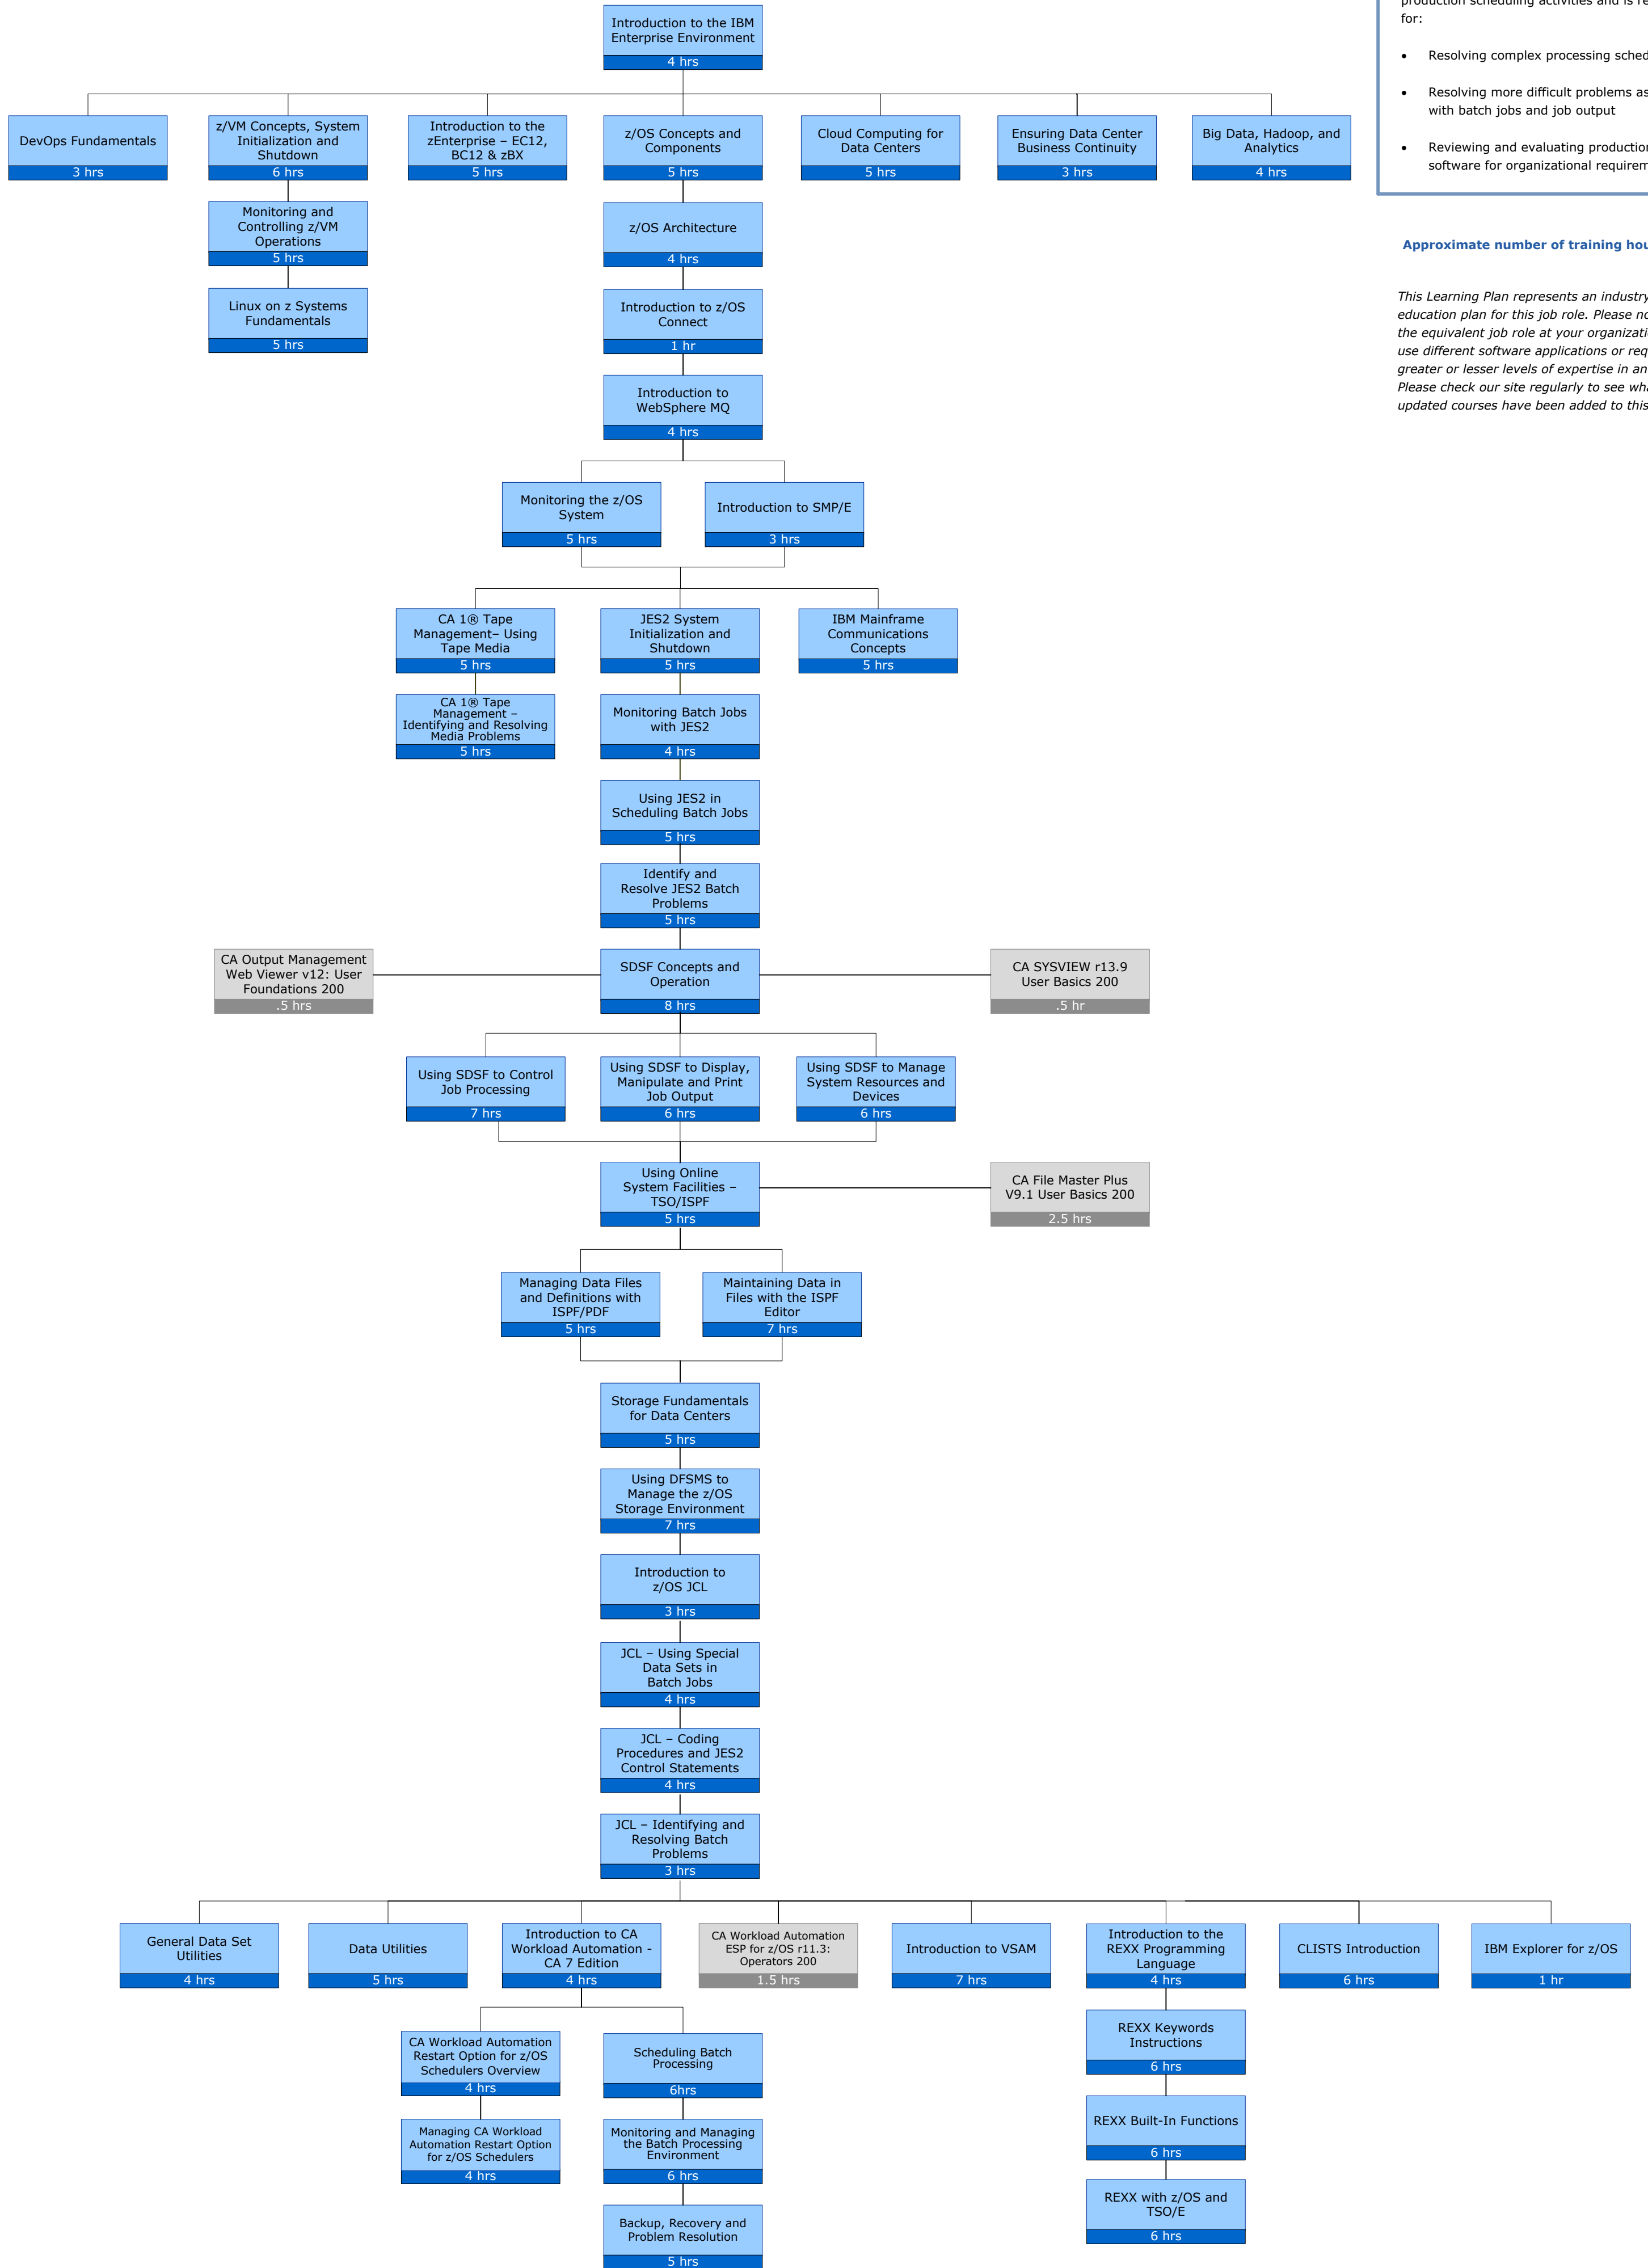 Introduction to the IBM
Enterprise Environment
4 hrs
production scheduling activities and is
for:
• Resolving complex processing
• Resolving more difficult problems
with batch jobs and job output
• Reviewing and evaluating
software for organizational
DevOps Fundamentals
3 hrs
z/VM Concepts, System
Initialization and
Shutdown
6 hrs
Introduction to the
zEnterprise – EC12,
BC12 & zBX
5 hrs
z/OS Concepts and
Components
5 hrs
Cloud Computing for
Data Centers
5 hrs
Ensuring Data Center
Business Continuity
3 hrs
Big Data, Hadoop, and
Analytics
4 hrs
Monitoring and
Controlling z/VM
Operations
5 hrs
Linux on z Systems
Fundamentals
5 hrs
z/OS Architecture
4 hrs
Introduction to z/OS
Connect
1 hr
Introduction to
WebSphere MQ
4 hrs
Approximate number of training
This Learning Plan represents an
education plan for this job role. Please
the equivalent job role at your
use different software applications or
greater or lesser levels of expertise in
Please check our site regularly to see
updated courses have been added to this
Monitoring the z/OS
System
5 hrs
Introduction to SMP/E
3 hrs
CA 1® Tape
Management– Using
Tape Media
5 hrs
JES2 System
Initialization and
Shutdown
5 hrs
IBM Mainframe
Communications
Concepts
5 hrs
CA 1® Tape
Management –
Identifying and Resolving
Media Problems
5 hrs
Monitoring Batch Jobs
with JES2
4 hrs
Using JES2 in
Scheduling Batch Jobs
5 hrs
Identify and
Resolve JES2 Batch
Problems
5 hrs
CA Output Management
Web Viewer v12: User
Foundations 200
.5 hrs
SDSF Concepts and
Operation
8 hrs
CA SYSVIEW r13.9
User Basics 200
.5 hr
Using SDSF to Control
Job Processing
7 hrs
Using SDSF to Display,
Manipulate and Print
Job Output
6 hrs
Using SDSF to Manage
System Resources and
Devices
6 hrs
Using Online
System Facilities –
TSO/ISPF
5 hrs
CA File Master Plus
V9.1 User Basics 200
2.5 hrs
Managing Data Files
and Definitions with
ISPF/PDF
5 hrs
Maintaining Data in
Files with the ISPF
Editor
7 hrs
Storage Fundamentals
for Data Centers
5 hrs
Using DFSMS to
Manage the z/OS
Storage Environment
7 hrs
Introduction to
z/OS JCL
3 hrs
JCL – Using Special
Data Sets in
Batch Jobs
4 hrs
JCL – Coding
Procedures and JES2
Control Statements
4 hrs
JCL – Identifying and
Resolving Batch
Problems
3 hrs
General Data Set
Utilities
4 hrs
Data Utilities
5 hrs
Introduction to CA
Workload Automation -
CA 7 Edition
4 hrs
CA Workload Automation
ESP for z/OS r11.3:
Operators 200
1.5 hrs
Introduction to VSAM
7 hrs
Introduction to the
REXX Programming
Language
4 hrs
CLISTS Introduction
6 hrs
IBM Explorer for z/OS
1 hr
CA Workload Automation
Restart Option for z/OS
Schedulers Overview
4 hrs
Managing CA Workload
Automation Restart Option
for z/OS Schedulers
4 hrs
Scheduling Batch
Processing
6hrs
Monitoring and Managing
the Batch Processing
Environment
6 hrs
Backup, Recovery and
Problem Resolution
5 hrs
REXX Keywords
Instructions
6 hrs
REXX Built-In Functions
6 hrs
REXX with z/OS and
TSO/E
6 hrs